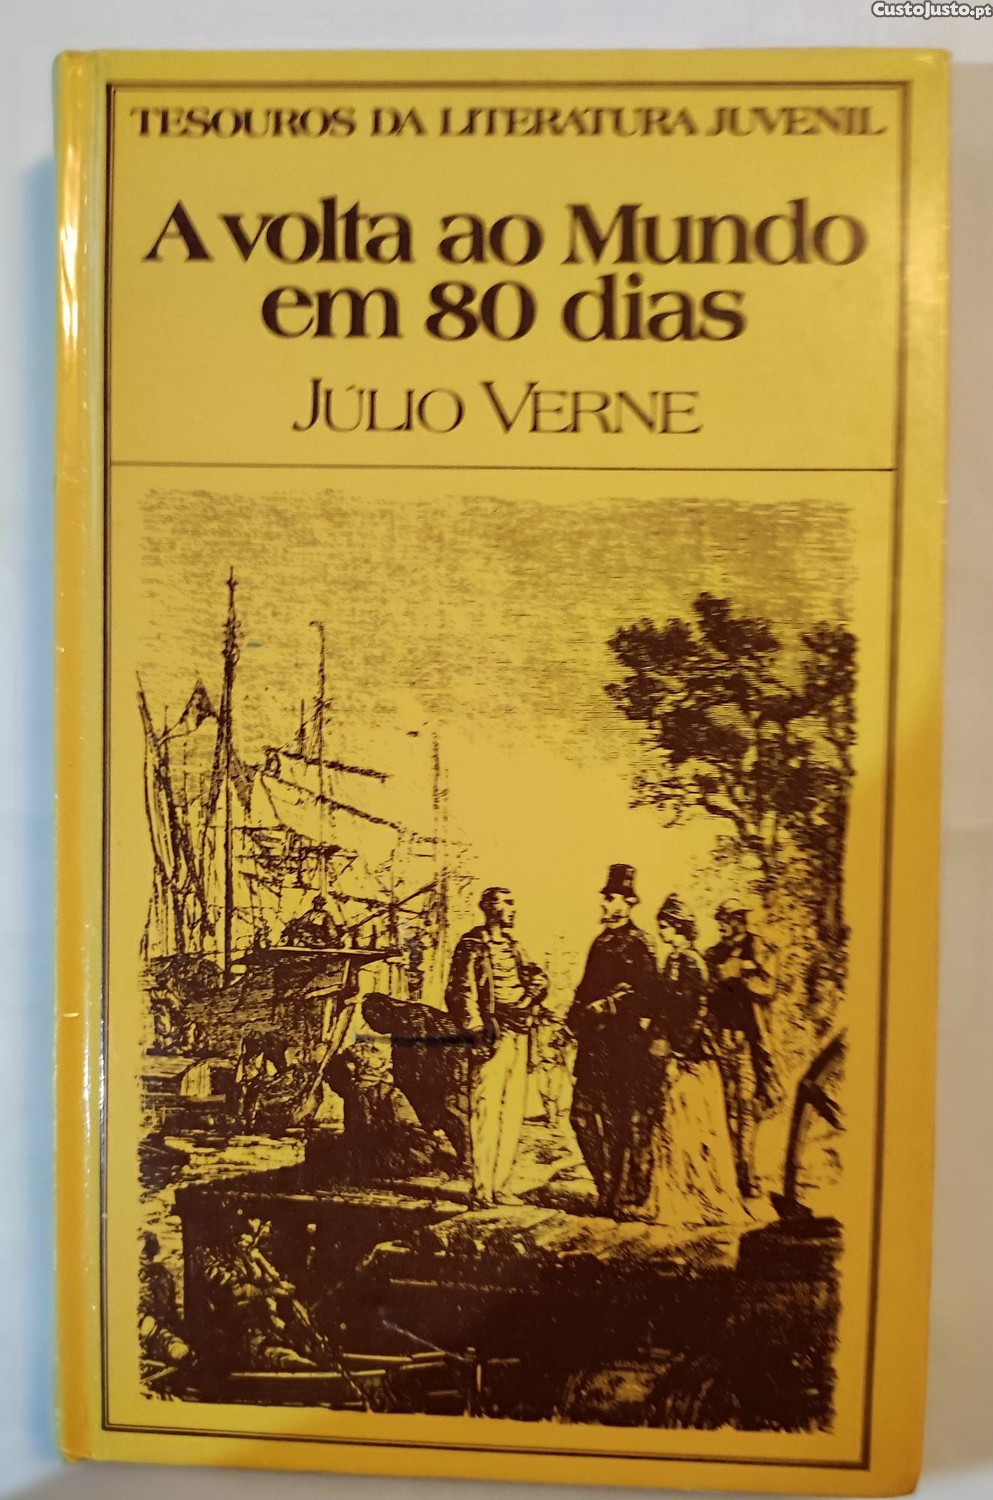 CustoJusto.pt
TESOUROS DA LITERATURA JUVENIL
A volta ao Mundo
em 80 dias
JÚLIO VERNE